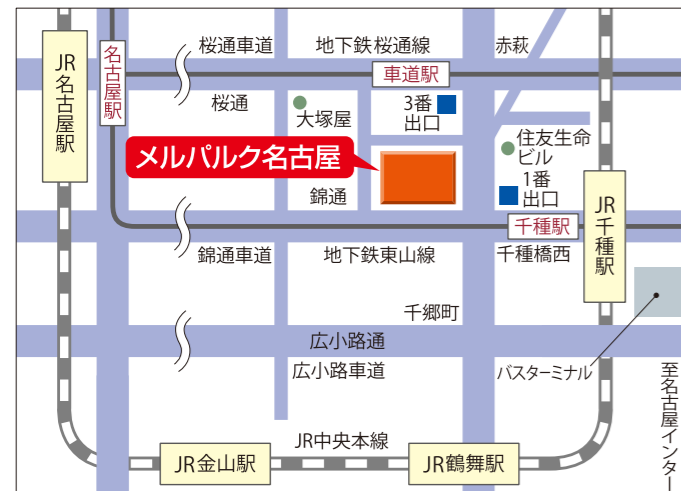 桜通車道
地下鉄桜通線
赤萩
JR名古屋駅
名古屋駅
車道駅
桜通
大塚屋
3番
出口
住友生命
ビル
メルパルク名古屋
1番
出口
錦通
千種駅
JR千種駅
錦通車道
地下鉄東山線
千種橋西
千郷町
広小路通
広小路車道
バスターミナル
至名古屋インター
JR中央本線
JR金山駅
JR鶴舞駅